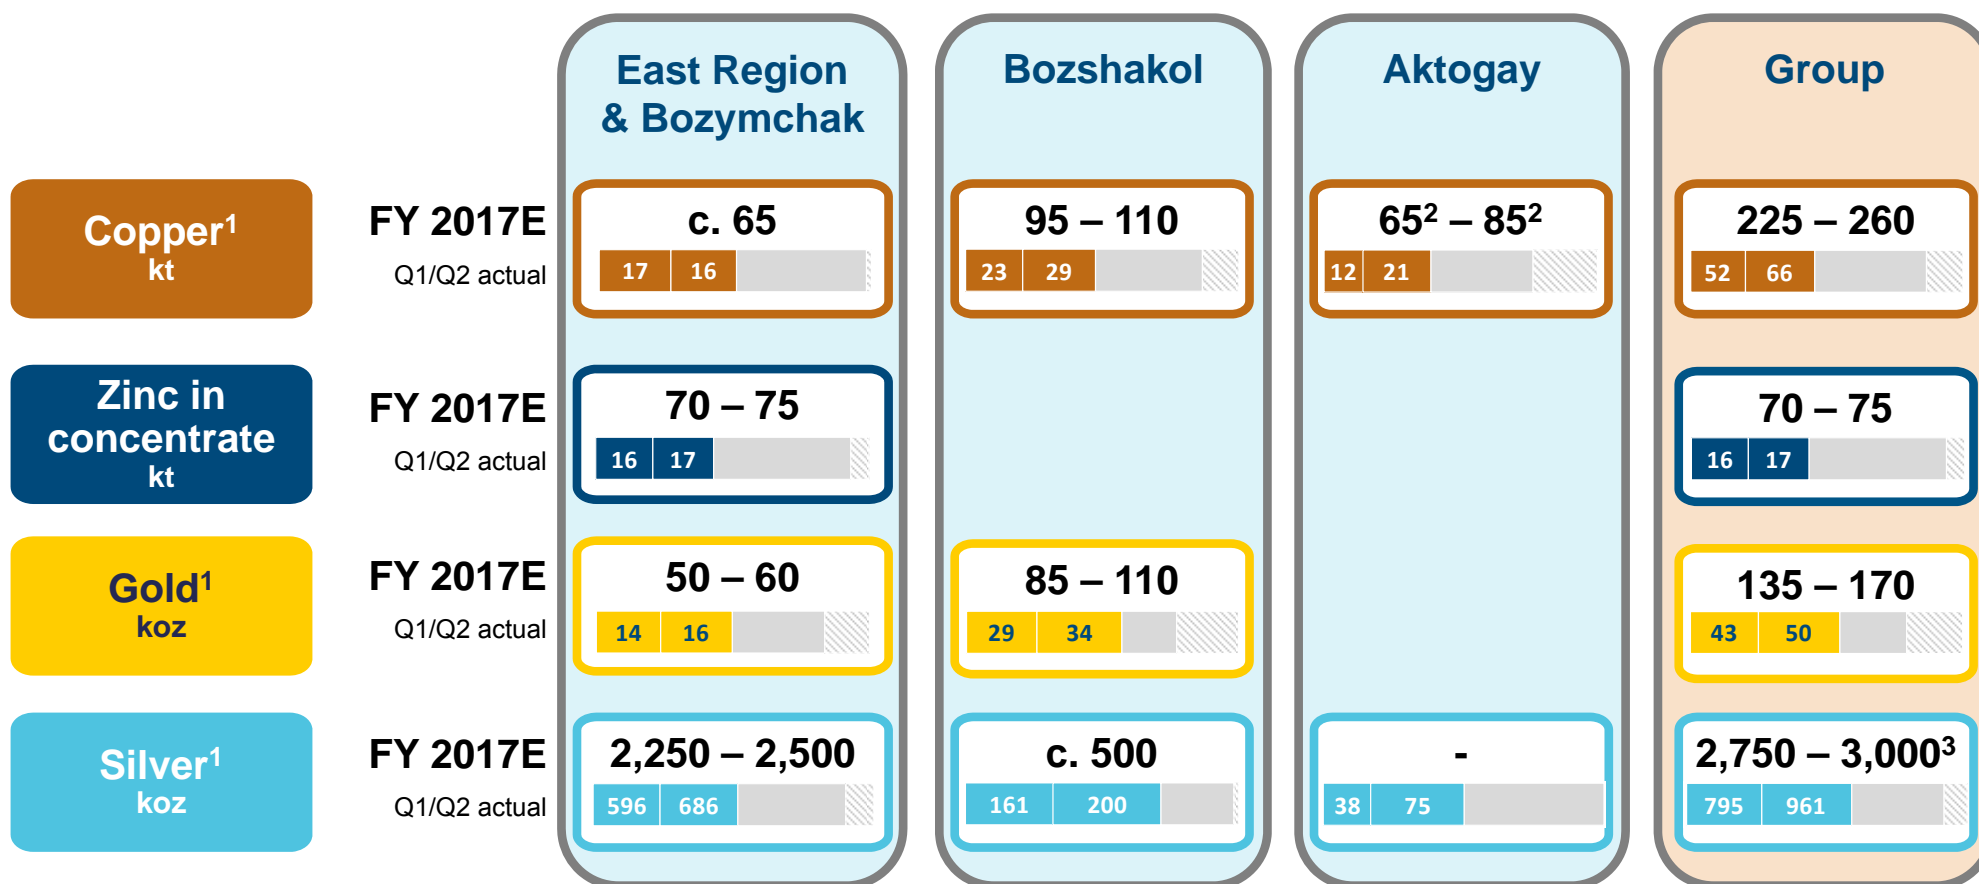 East Region
& Bozymchak
Bozshakol
Aktogay
Group
Copper¹
kt
FY 2017E
Q1/Q2 actual
c. 65
17 16
95 – 110
23 29
65² – 85²
12 21
225 – 260
52 66
Zinc in
concentrate
kt
FY 2017E
Q1/Q2 actual
70 – 75
16 17
70 – 75
16 17
Gold¹
koz
FY 2017E
Q1/Q2 actual
50 – 60
14 16
85 – 110
29 34
135 – 170
43 50
Silver¹
koz
FY 2017E
Q1/Q2 actual
2,250 – 2,500
596 686
c. 500
161 200
-
38 75
2,750 – 3,000³
795 961